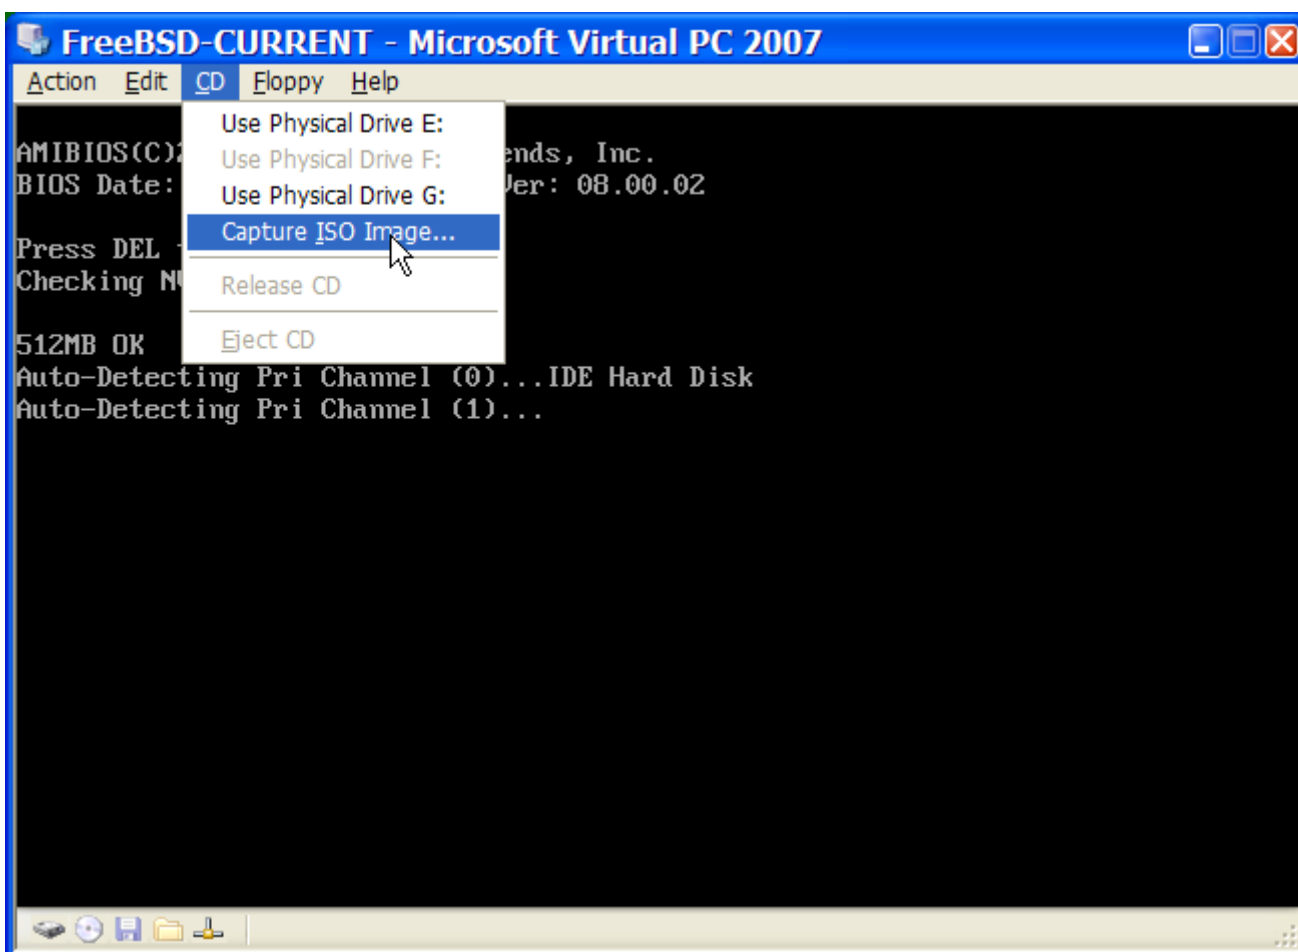 FreeBSD-CURRENT - Microsoft Virtual PC 2007
Action Edit CD Floppy Help
Use Physical Drive E:
Use Physical Drive F:
Use Physical Drive G:
Capture ISO Image...
Release CD
Eject CD
AMIBIOS(C) Inc.
BIOS Date: Ver: 08.00.02
Press DEL
Checking
512MB OK
Auto-Detecting Pri Channel (0)...IDE Hard Disk
Auto-Detecting Pri Channel (1)...